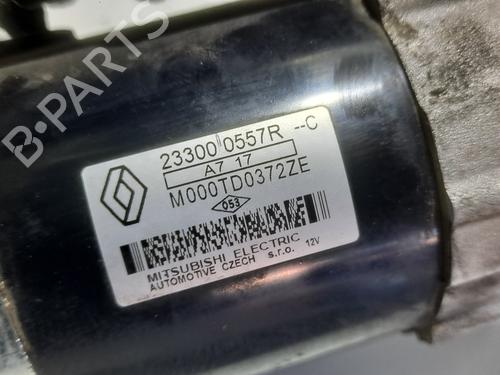 23300 0557R --C
A7 17
M000TD0372ZE
053
MITSUBISHI ELECTRIC
AUTOMOTIVE CZECH s.r.o. 12V
B-PARTS